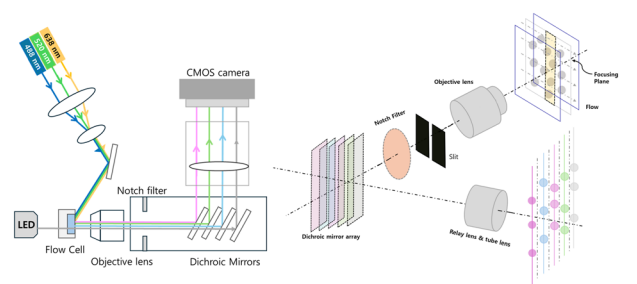 638 nm
520 nm
488 nm
CMOS camera
Notch filter
LED
Flow Cell
Objective lens
Dichroic Mirrors
Objective lens
Focusing
Plane
Flow
Notch Filter
Slit
Dichroic mirror array
Relay lens & tube lens